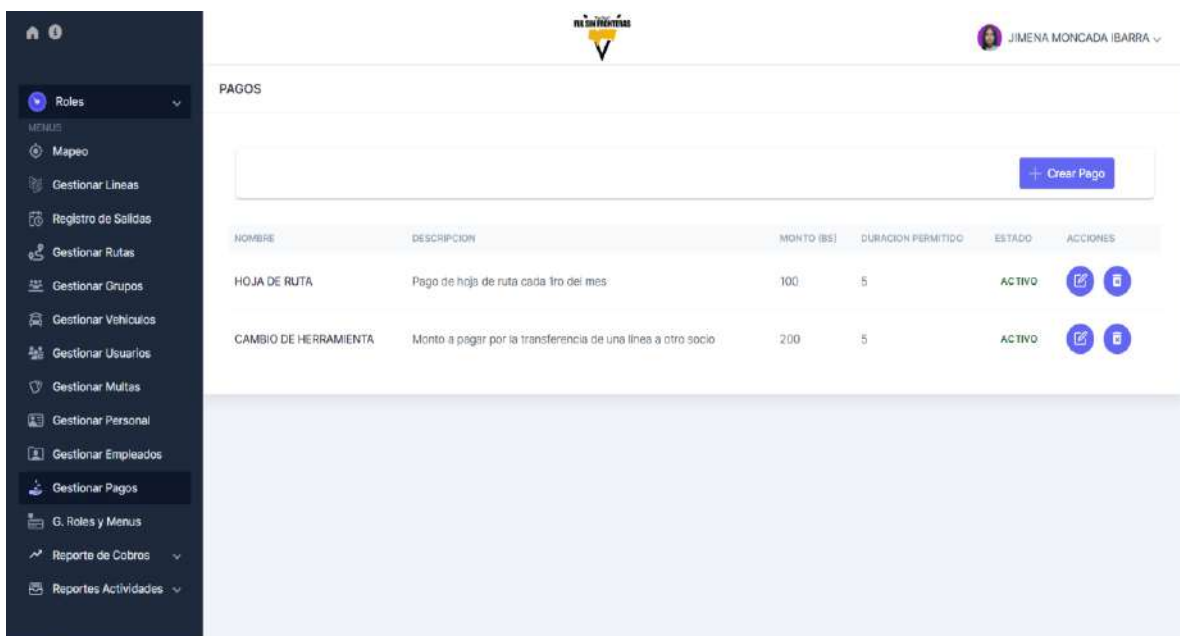 FUL SIN FRONTERAS
JIMENA MONCADA IBARRA
Roles
PAGOS
MENUS
Mapeo
Gestionar Lineas
Registro de Salidas
Gestionar Rutas
Gestionar Grupos
Gestionar Vehiculos
Gestionar Usuarios
Gestionar Multas
Gestionar Personal
Gestionar Empleados
Gestionar Pagos
G. Roles y Menus
Reporte de Cobros
Reportes Actividades
+ Crear Pago
NOMBRE DESCRIPCION MONTO (BS) DURACION PERMITIDO ESTADO ACCIONES
HOJA DE RUTA Pago de hoja de ruta cada 1ro del mes 100 5 ACTIVO
CAMBIO DE HERRAMIENTA Monto a pagar por la transferencia de una linea a otro socio 200 5 ACTIVO